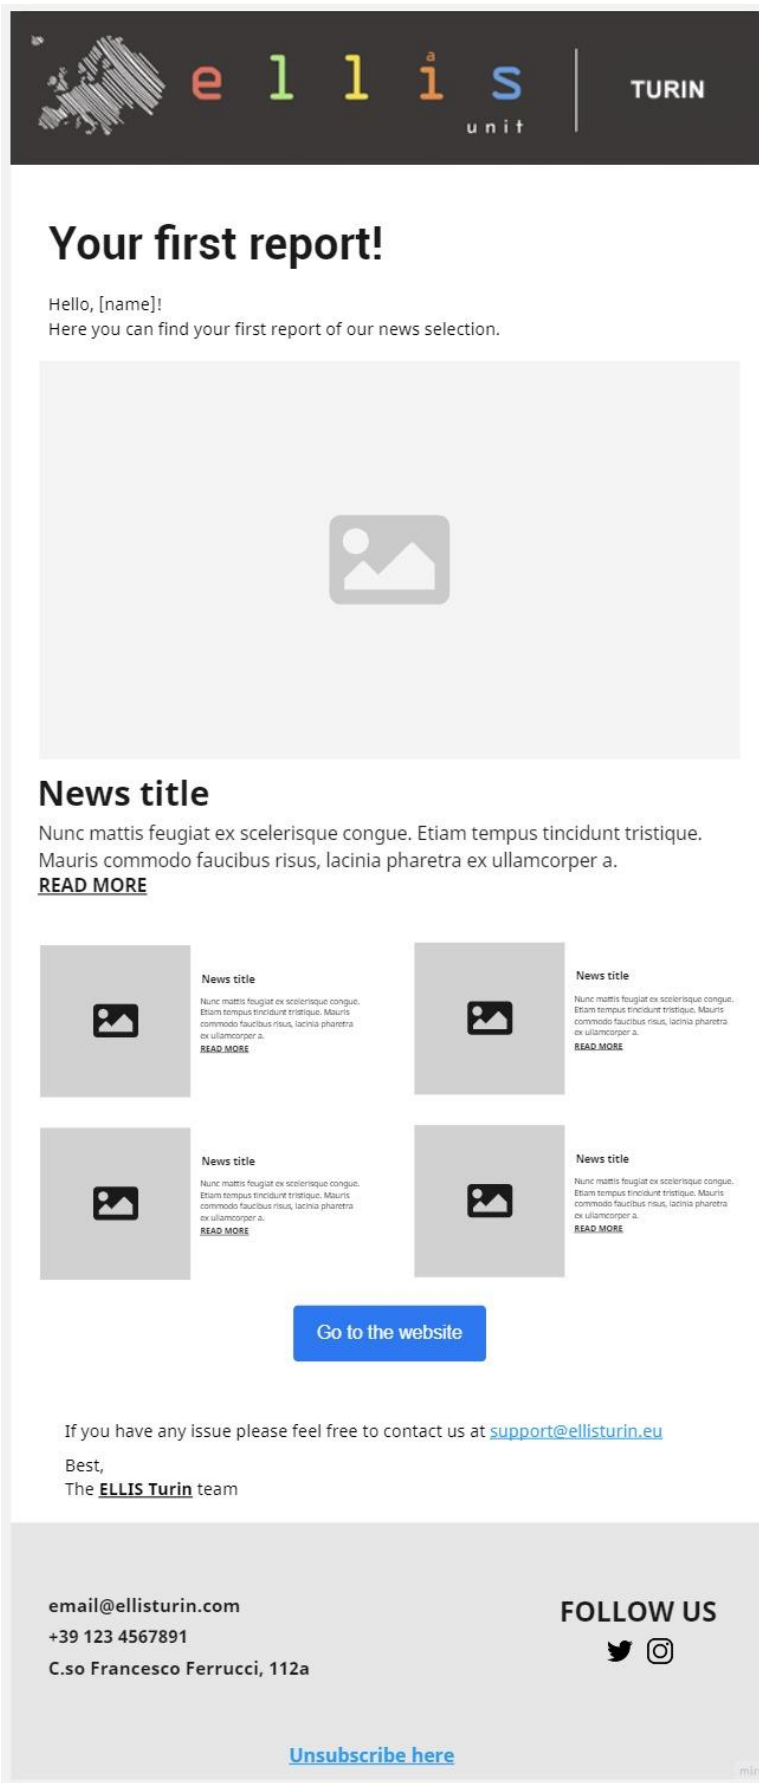 ellis
a
unit
TURIN
Your first report!
Hello, [name]!
Here you can find your first report of our news selection.
News title
Nunc mattis feugiat ex scelerisque congue. Etiam tempus tincidunt tristique.
Mauris commodo faucibus risus, lacinia pharetra ex ullamcorper a.
READ MORE
News title
Nunc mattis feugiat ex scelerisque congue.
Etiam tempus tincidunt tristique. Mauris
commodo faucibus risus, lacinia pharetra
ex ullamcorper a.
READ MORE
News title
Nunc mattis feugiat ex scelerisque congue.
Etiam tempus tincidunt tristique. Mauris
commodo faucibus risus, lacinia pharetra
ex ullamcorper a.
READ MORE
News title
Nunc mattis feugiat ex scelerisque congue.
Etiam tempus tincidunt tristique. Mauris
commodo faucibus risus, lacinia pharetra
ex ullamcorper a.
READ MORE
News title
Nunc mattis feugiat ex scelerisque congue.
Etiam tempus tincidunt tristique. Mauris
commodo faucibus risus, lacinia pharetra
ex ullamcorper a.
READ MORE
Go to the website
If you have any issue please feel free to contact us at support@ellisturin.eu
Best,
The ELLIS Turin team
email@ellisturin.com
+39 123 4567891
C.so Francesco Ferrucci, 112a
FOLLOW US
Unsubscribe here